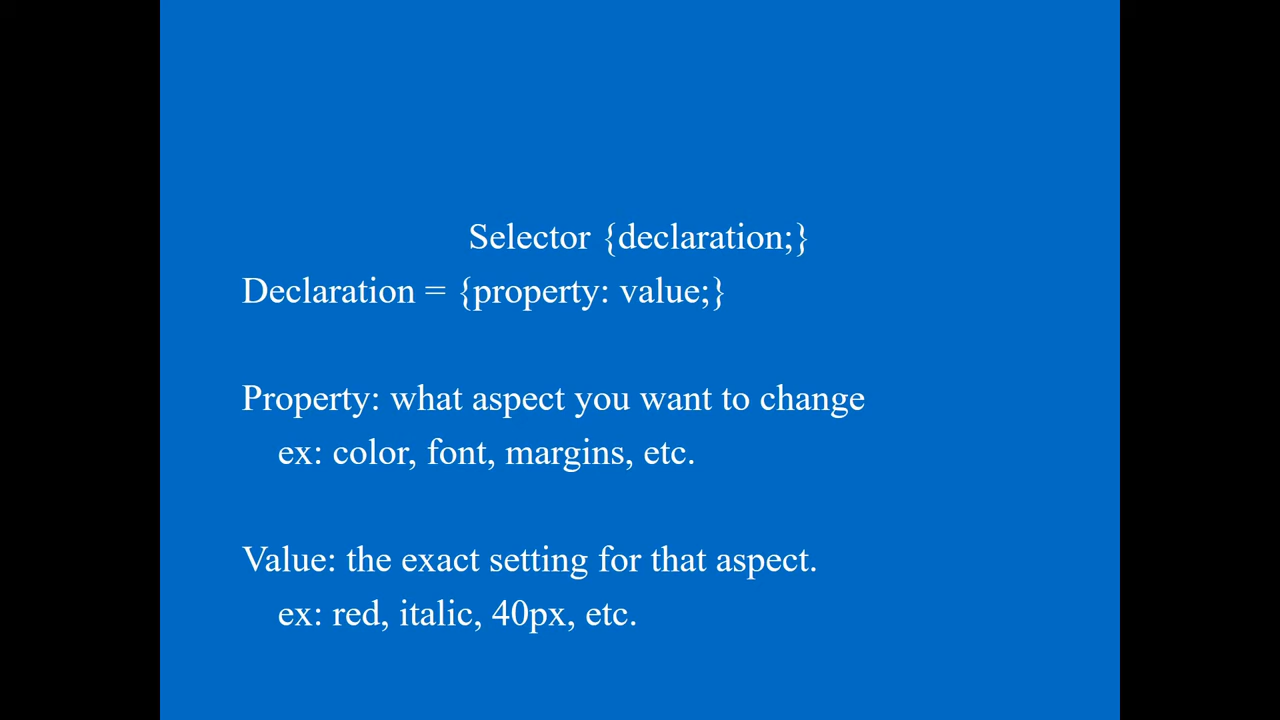 Selector {declaration;}
Declaration = {property: value;}
Property: what aspect you want to change
ex: color, font, margins, etc.
Value: the exact setting for that aspect.
ex: red, italic, 40px, etc.